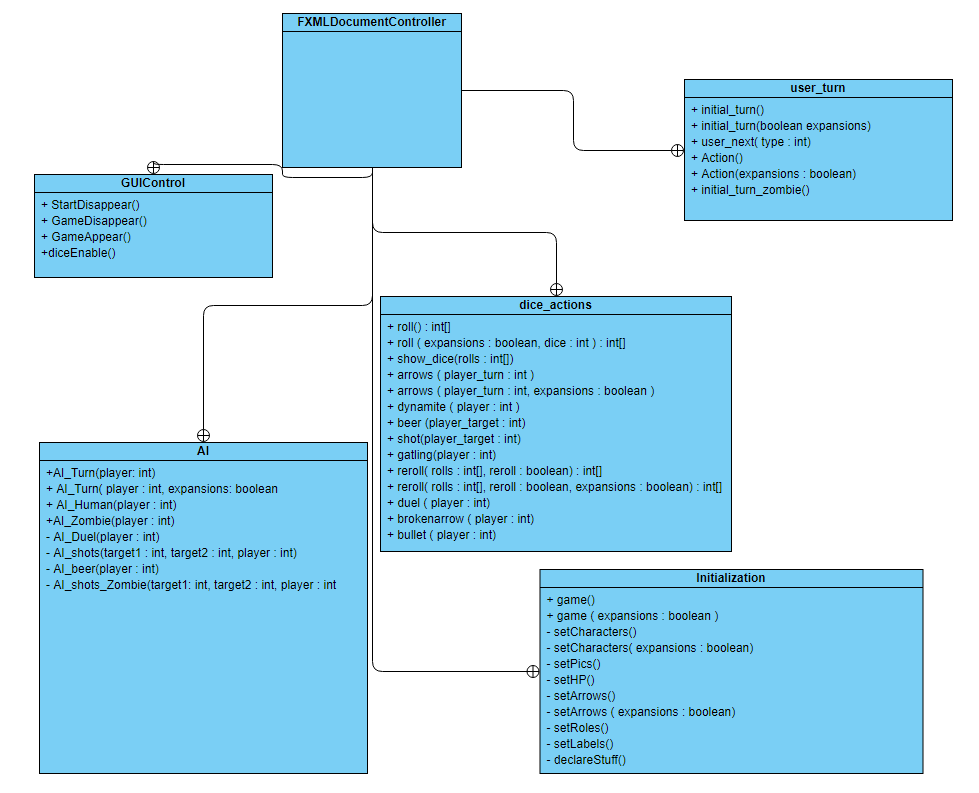 FXMLDocumentController
user_turn
+ initial_turn()
+ initial_turn(boolean expansions)
+ user_next( type : int)
+ Action()
+ Action(expansions : boolean)
+ initial_turn_zombie()
GUIControl
+ StartDisappear()
+ GameDisappear()
+ GameAppear()
+diceEnable()
dice_actions
+ roll() : int[]
+ roll ( expansions : boolean, dice : int ) : int[]
+ show_dice(rolls : int[])
+ arrows ( player_turn : int )
+ arrows ( player_turn : int, expansions : boolean )
+ dynamite ( player : int )
+ beer (player_target : int)
+ shot(player_target : int)
+ gatling(player : int)
+ reroll( rolls : int[], reroll : boolean) : int[]
+ reroll( rolls : int[], reroll : boolean, expansions : boolean) : int[]
+ duel ( player : int)
+ brokenarrow ( player : int)
+ bullet ( player : int)
AI
+AI_Turn(player: int)
+ AI_Turn( player : int, expansions: boolean
+ AI_Human(player : int)
+AI_Zombie(player : int)
- AI_Duel(player : int)
- AI_shots(target1 : int, target2 : int, player : int)
- AI_beer(player : int)
- AI_shots_Zombie(target1: int, target2 : int, player : int
Initialization
+ game()
+ game ( expansions : boolean )
- setCharacters()
- setCharacters( expansions : boolean)
- setPics()
- setHP()
- setArrows()
- setArrows ( expansions : boolean)
- setRoles()
- setLabels()
- declareStuff()